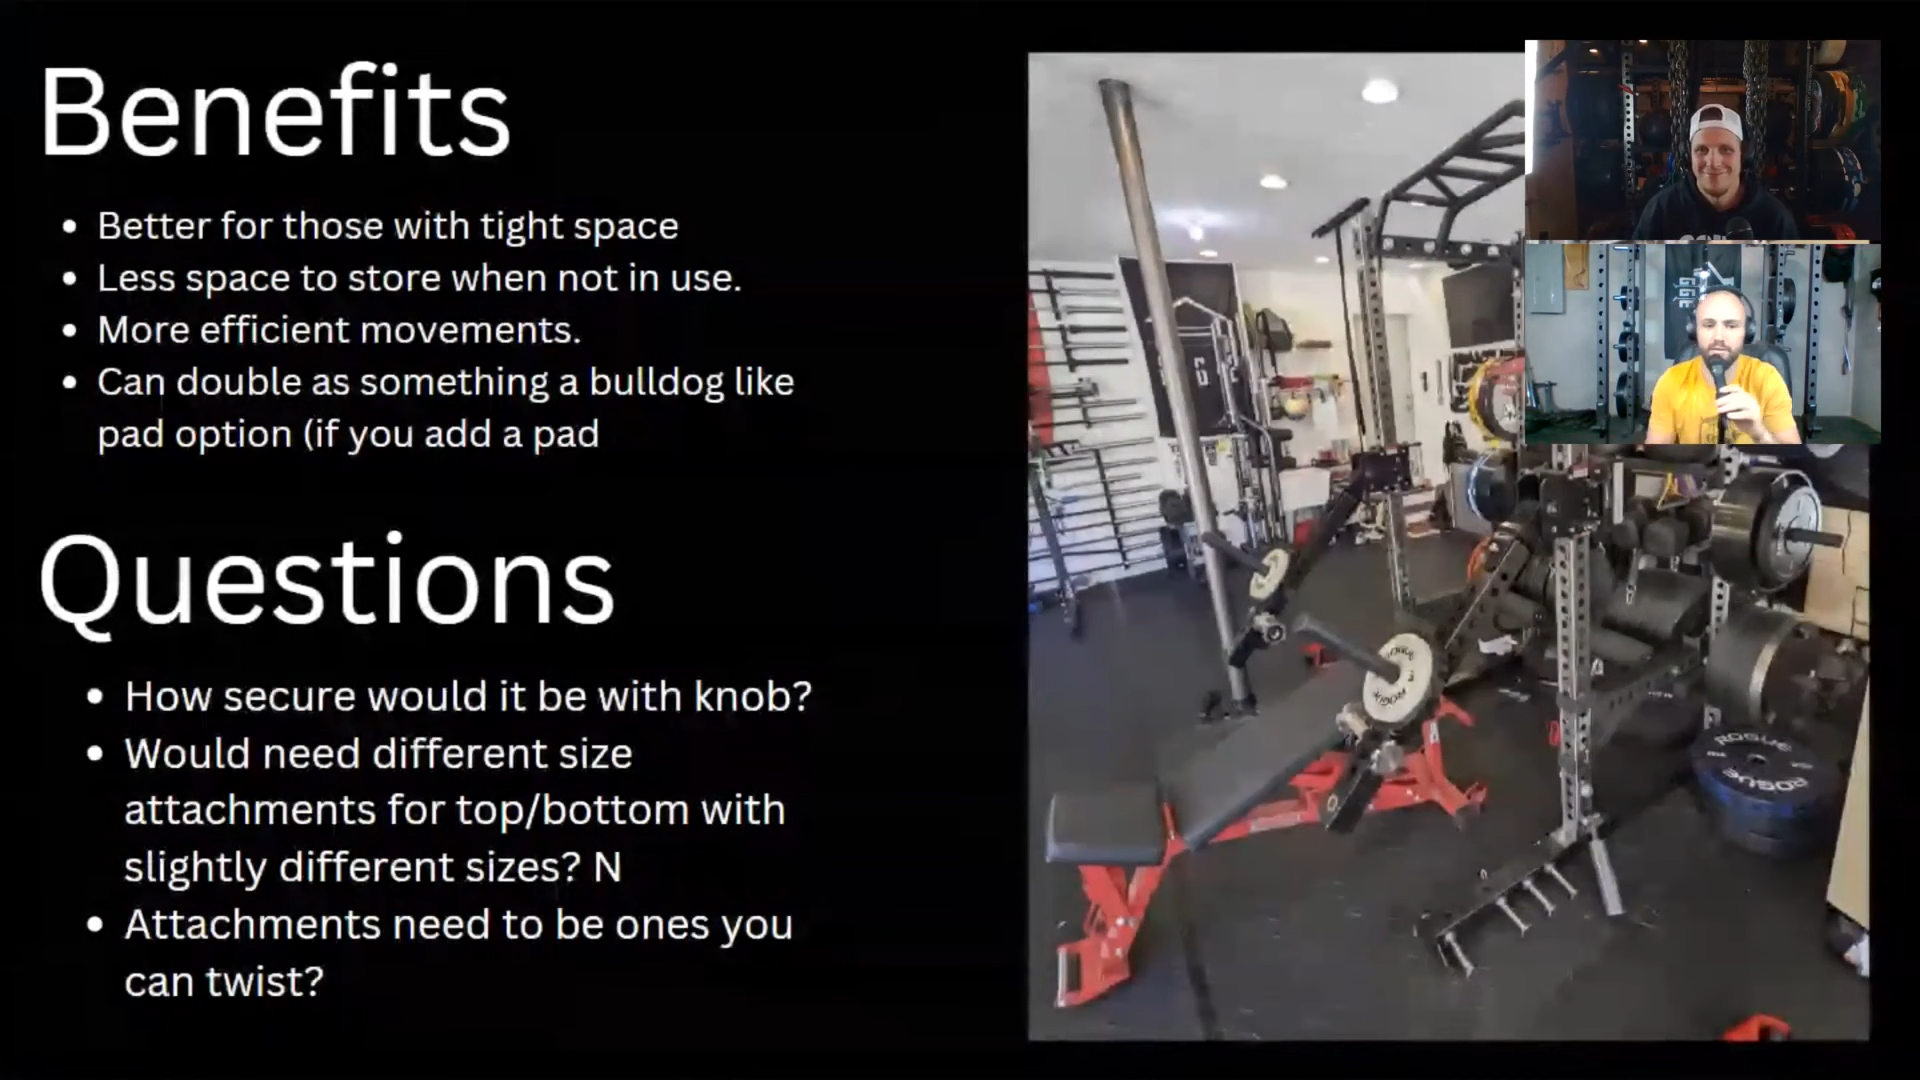 Benefits
Better for those with tight space
Less space to store when not in use.
More efficient movements.
Can double as something a bulldog like
pad option (if you add a pad
Questions
How secure would it be with knob?
Would need different size
attachments for top/bottom with
slightly different sizes? N
Attachments need to be ones you
can twist?
ROGUE
ROGUE
ROGUE
ROGUE